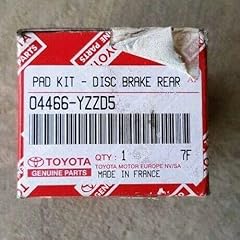 PAD KIT - DISC BRAKE REAR
04466-YZZD5
TOYOTA
GENUINE PARTS
QTY : 1
7F
TOYOTA MOTOR EUROPE NV/SA
MADE IN FRANCE